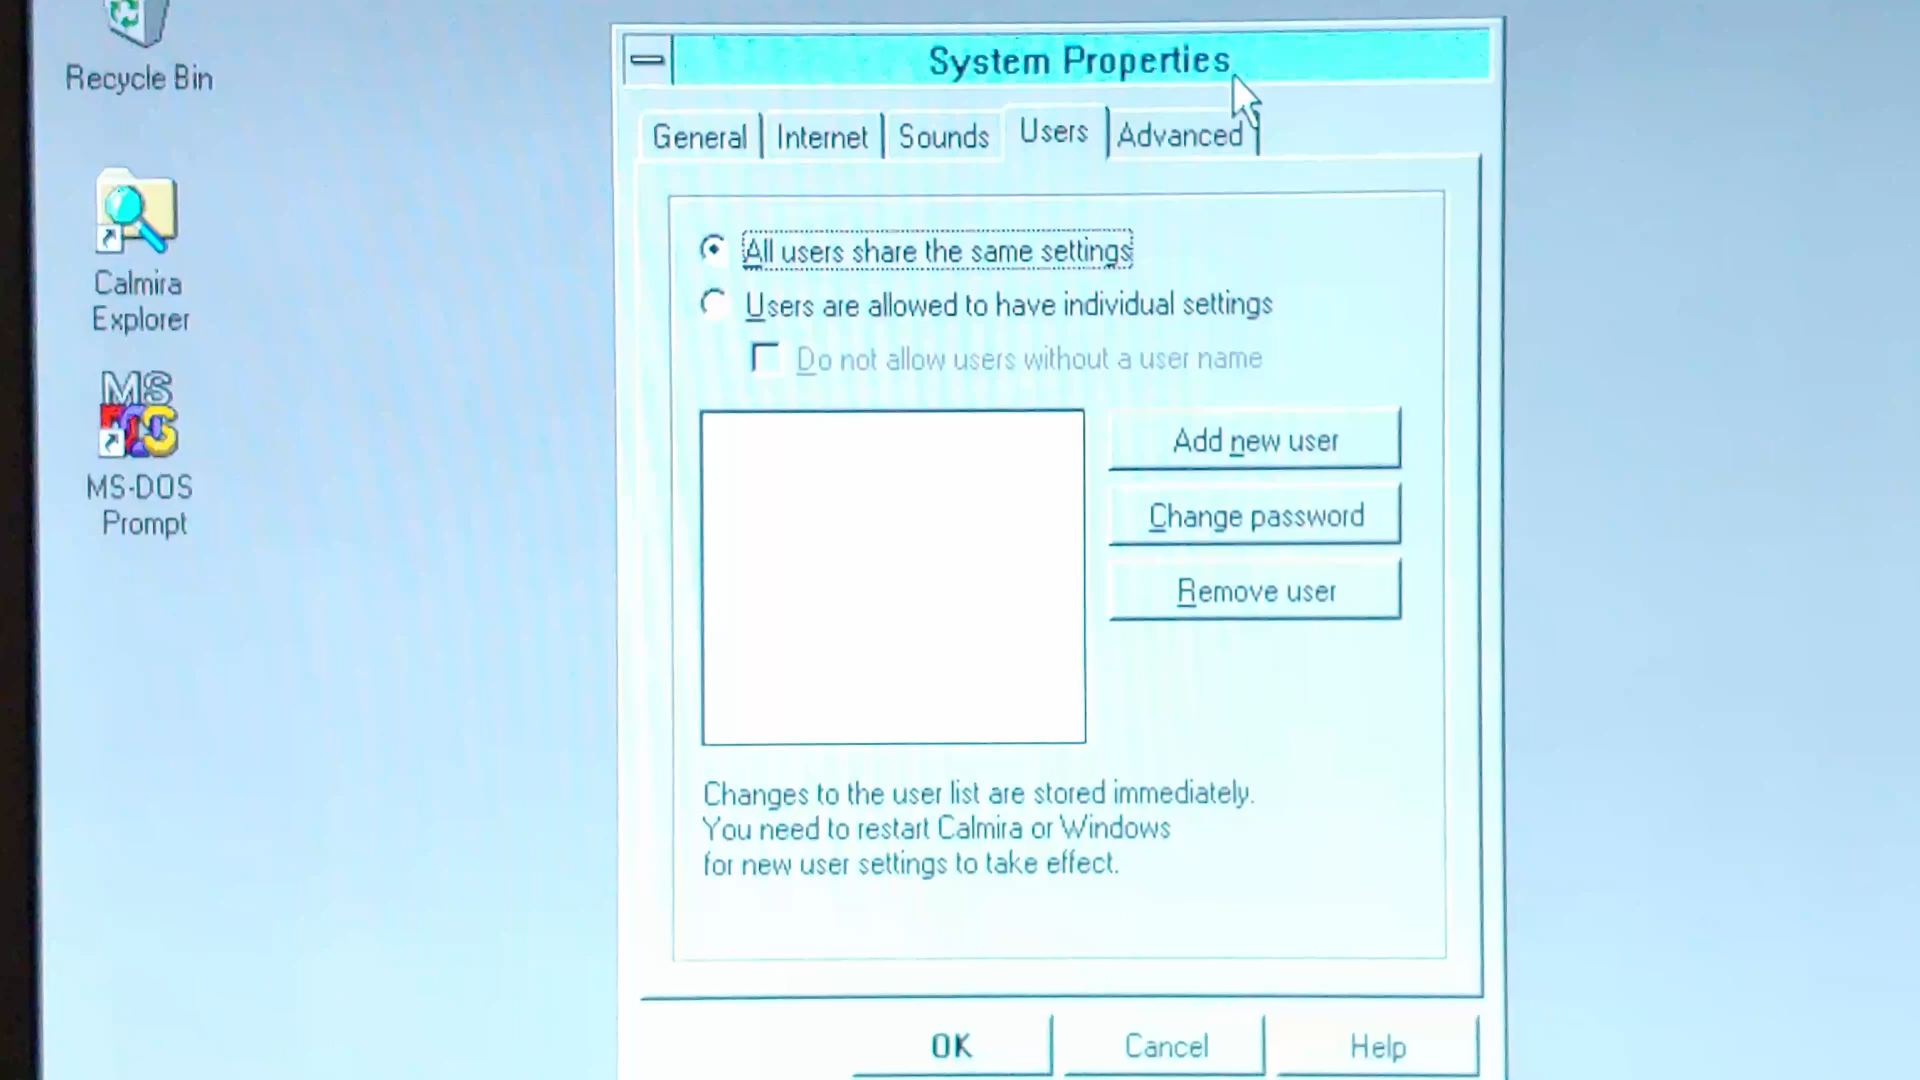 Recycle Bin
Calmira
Explorer
MS
DOS
MS-DOS
Prompt
System Properties
General Internet Sounds Users Advanced
All users share the same settings
Users are allowed to have individual settings
Do not allow users without a user name
Add new user
Change password
Remove user
Changes to the user list are stored immediately.
You need to restart Calmira or Windows
for new user settings to take effect.
OK Cancel Help